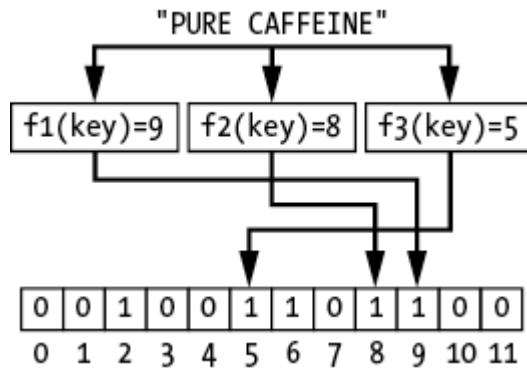 "PURE CAFFEINE"
f1(key)=9 f2(key)=8 f3(key)=5
0 0 1 0 0 1 1 0 1 1 0 0
0 1 2 3 4 5 6 7 8 9 10 11